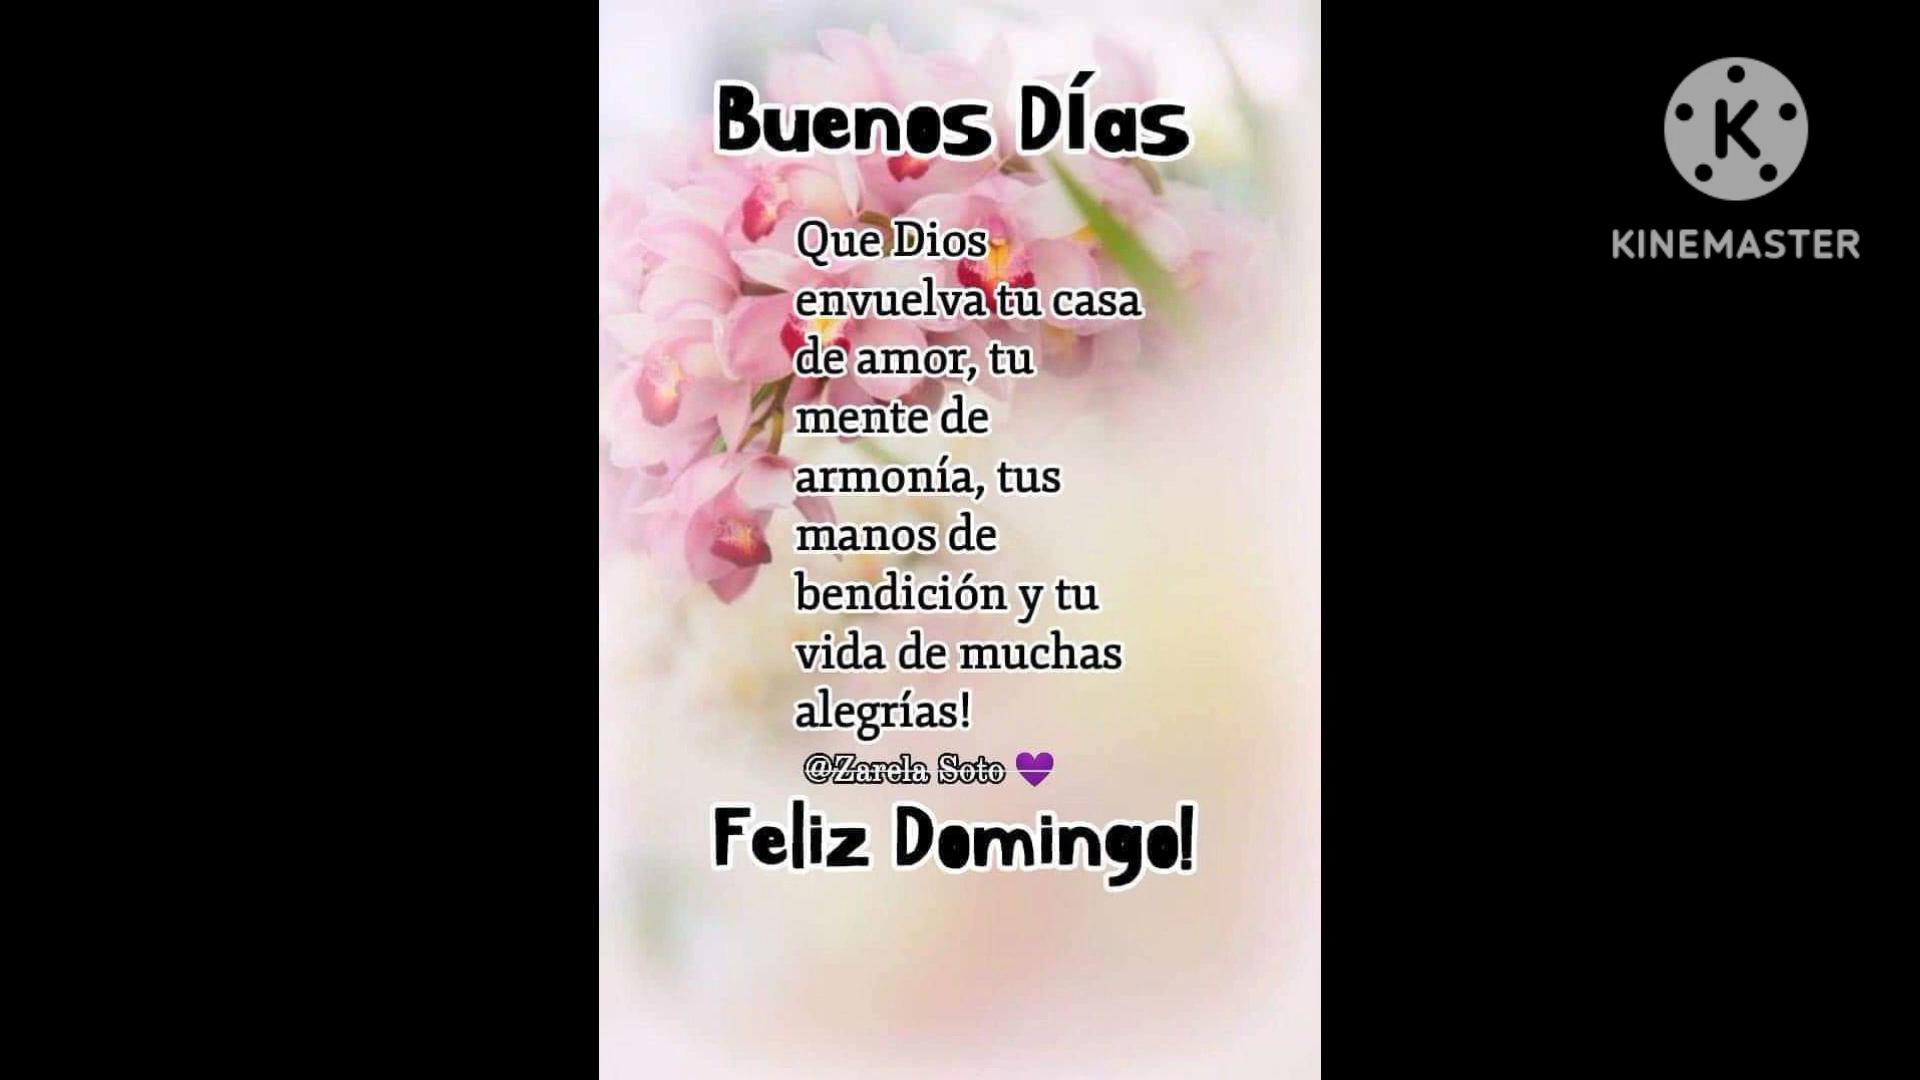 Buenos Días
Que Dios
envuelva tu casa
de amor, tu
mente de
armonía, tus
manos de
bendición y tu
vida de muchas
alegrías!
@Zarela Soto 💜
Feliz Domingo!
K
KINEMASTER